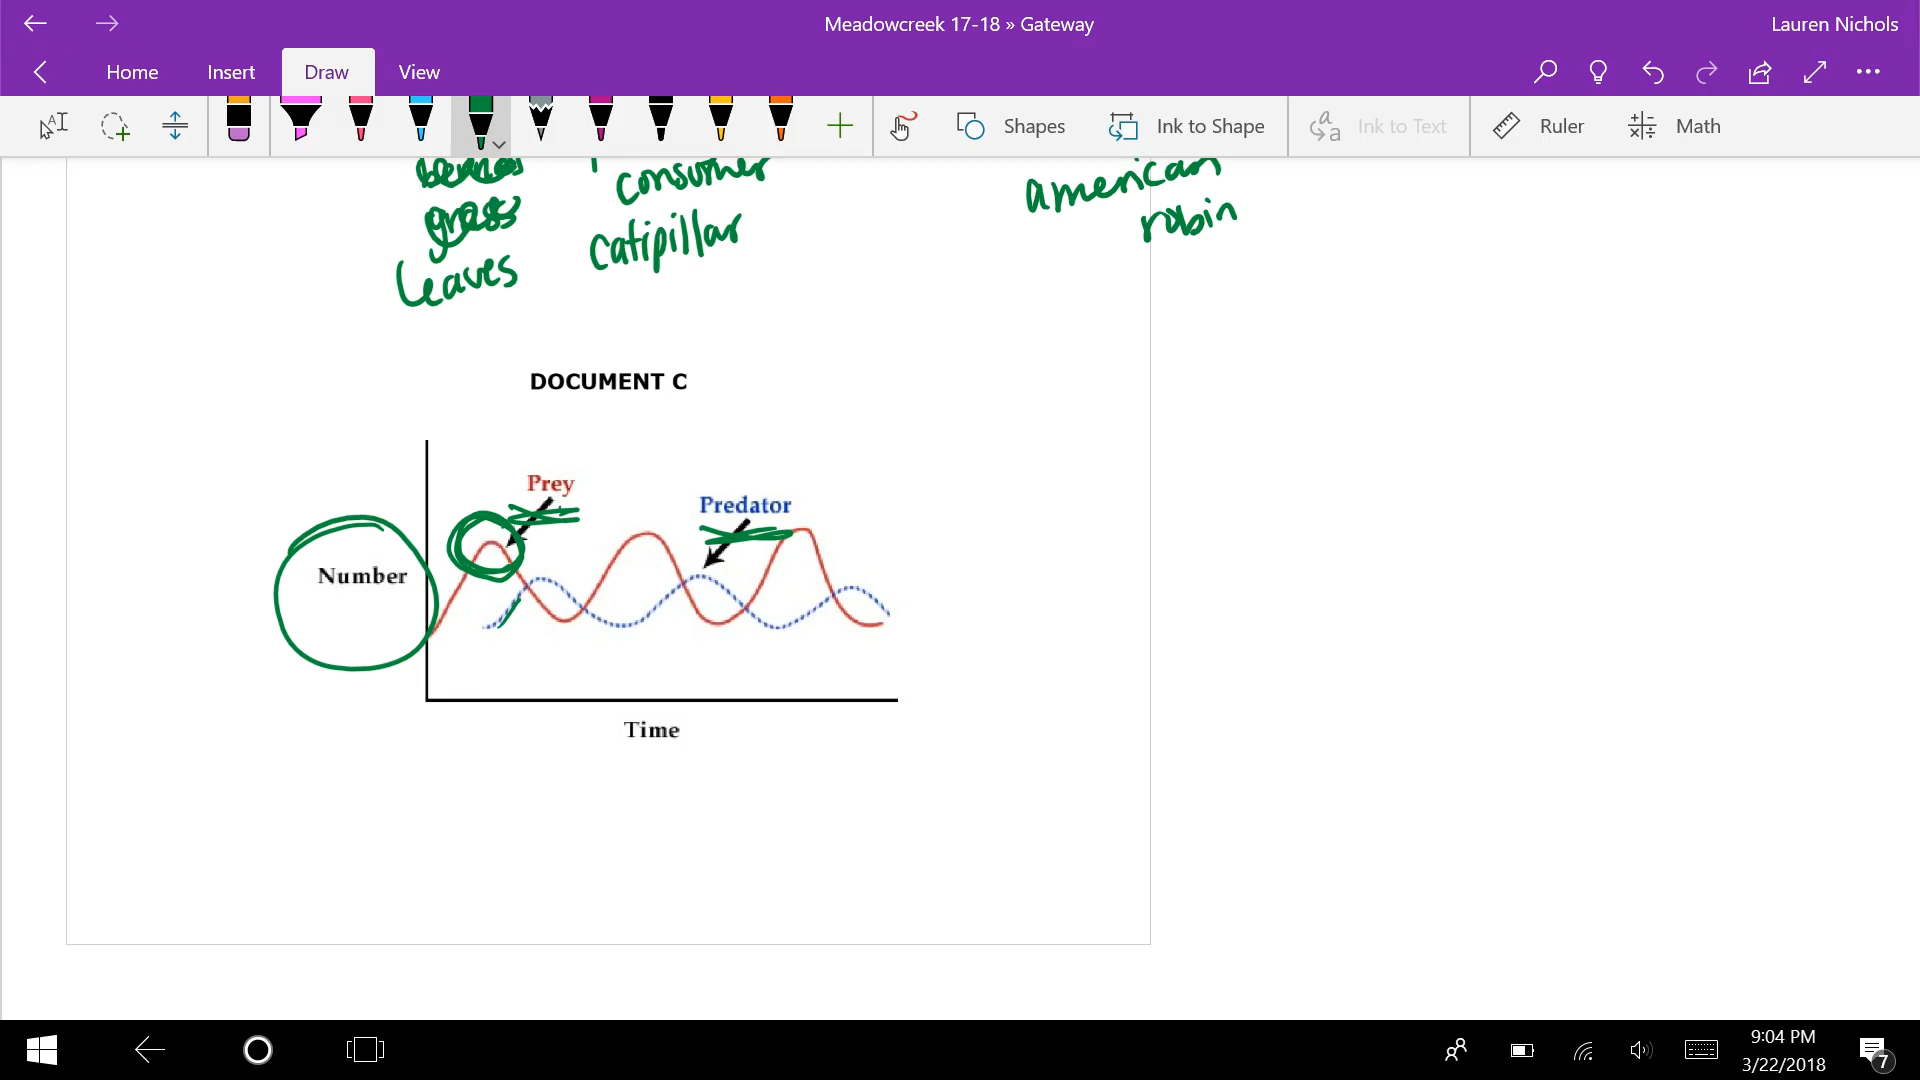 Meadowcreek 17-18 » Gateway
Lauren Nichols
Home Insert Draw View
Shapes Ink to Shape Ink to Text Ruler Math
consumer
american
grass
robin
catipillar
Leaves
DOCUMENT C
Prey
Predator
Number
Time
9:04 PM
3/22/2018
7